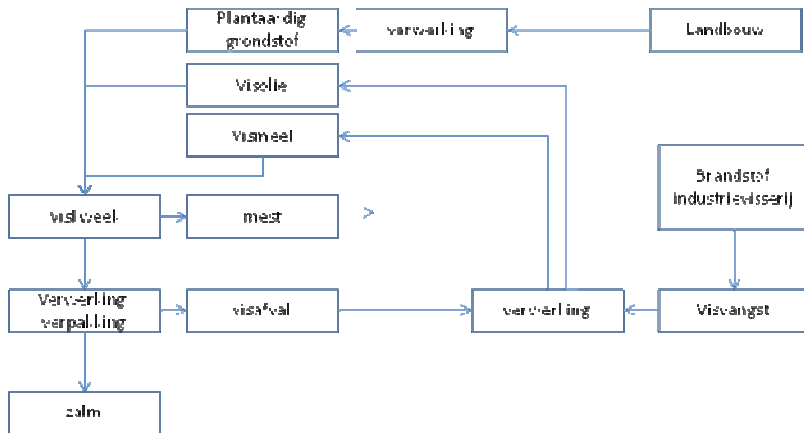 Plantaardig
grondstof
verwerking
Landbouw
Visolie
Vismeel
Brandstof
industrievisserij
viskweek
mest
>
Verwerking
verpakking
visafval
verwerking
Visvangst
zalm